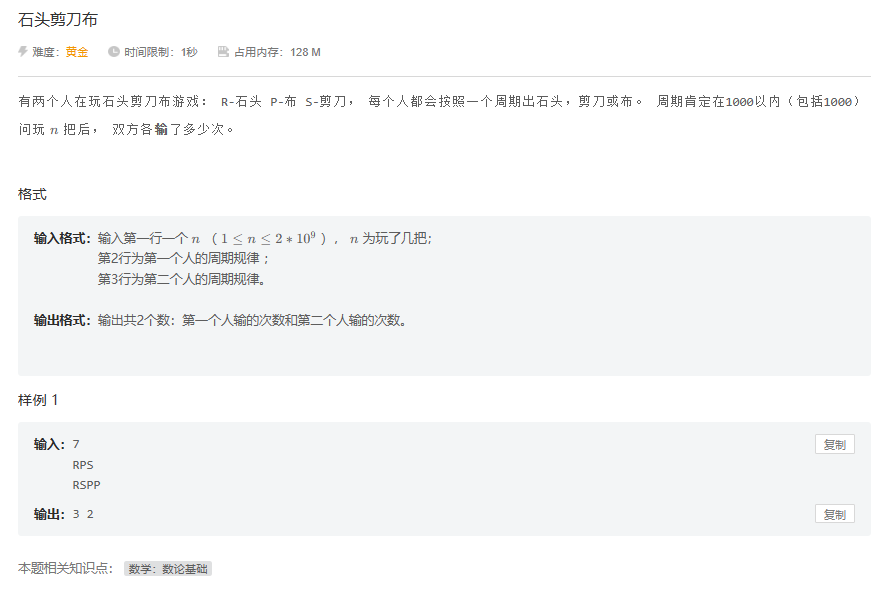 石头剪刀布
难度：黄金 时间限制：1秒 占用内存：128 M
有两个人在玩石头剪刀布游戏： R-石头 P-布 S-剪刀， 每个人都会按照一个周期出石头，剪刀或布。 周期肯定在1000以内（包括1000）
问玩 n 把后， 双方各输了多少次。
格式
输入格式：输入第一行一个 n （ 1 ≤ n ≤ 2 * 10^9 ）， n 为玩了几把;
第2行为第一个人的周期规律 ;
第3行为第二个人的周期规律。
输出格式：输出共2个数：第一个人输的次数和第二个人输的次数。
样例 1
输入：7 复制
RPS
RSPP
输出：3 2 复制
本题相关知识点： 数学：数论基础